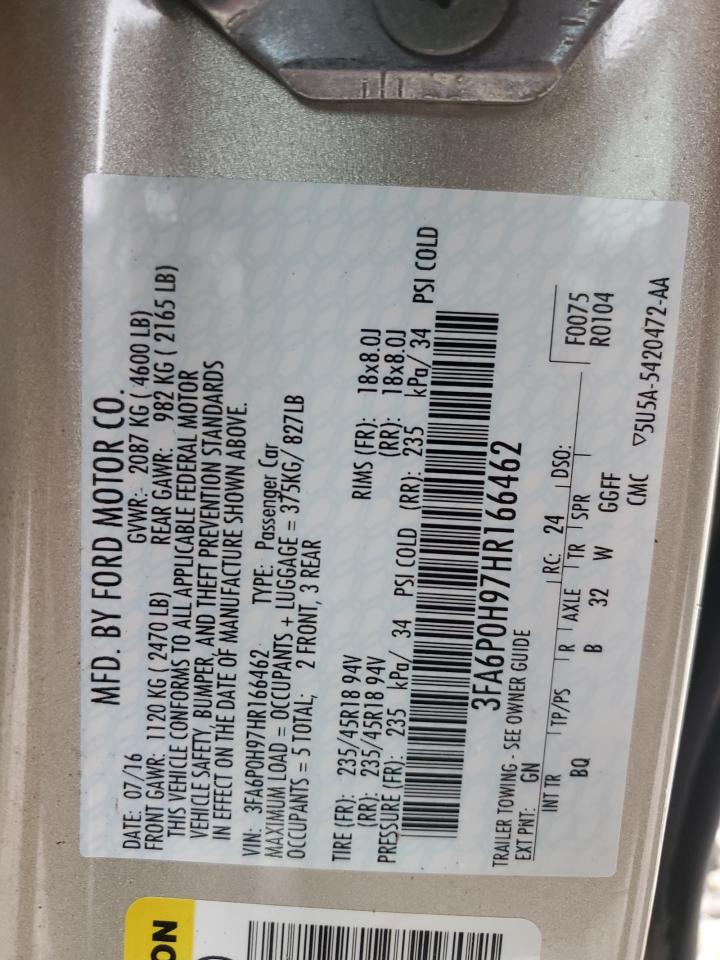 MFD. BY FORD MOTOR CO.
DATE: 07/16 GVWR: 2087 KG ( 4600 LB)
FRONT GAWR: 1120 KG ( 2470 LB) REAR GAWR: 982 KG ( 2165 LB)
THIS VEHICLE CONFORMS TO ALL APPLICABLE FEDERAL MOTOR
VEHICLE SAFETY, BUMPER, AND THEFT PREVENTION STANDARDS
IN EFFECT ON THE DATE OF MANUFACTURE SHOWN ABOVE.
VIN: 3FA6P0H97HR166462 TYPE: Passenger Car
MAXIMUM LOAD = OCCUPANTS + LUGGAGE = 375KG/ 827LB
OCCUPANTS = 5 TOTAL; 2 FRONT, 3 REAR
TIRE (FR): 235/45R18 94V RIMS (FR): 18x8.0J
(RR): 235/45R18 94V (RR): 18x8.0J
PRESSURE (FR): 235 kPa/ 34 PSI COLD (RR): 235 kPa/ 34 PSI COLD
3FA6P0H97HR166462
TRAILER TOWING - SEE OWNER GUIDE
EXT PNT: GN RC: 24 DSO: F0075
R0104
INT TR TP/PS R AXLE TR SPR
BQ B 32 W GGFF
CMC ▽5U5A-5420472-AA
ON